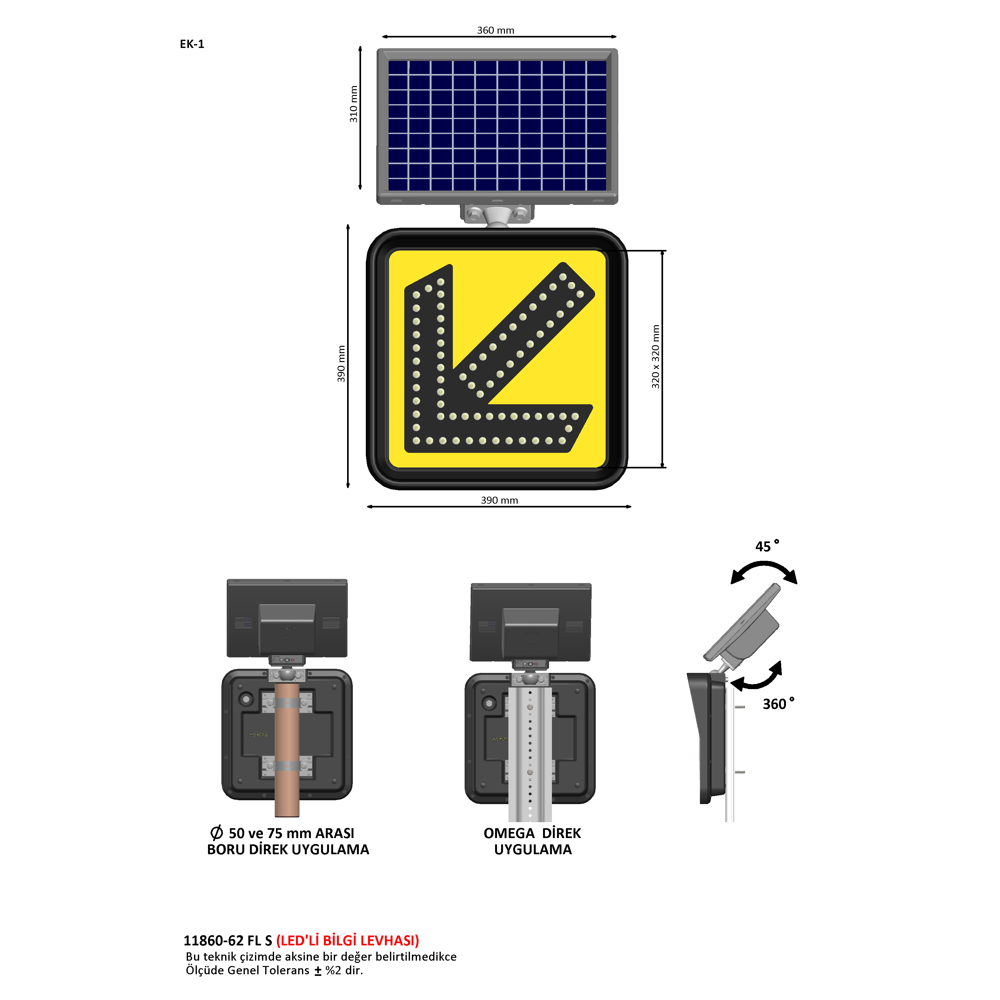 360 mm
EK-1
310 mm
390 mm
320 x 320 mm
390 mm
45°
360°
Ø 50 ve 75 mm ARASI
BORU DİREK UYGULAMA
OMEGA DİREK
UYGULAMA
11860-62 FL S (LED'Lİ BİLGİ LEVHASI)
Bu teknik çizimde aksine bir değer belirtilmedikce
Ölçüde Genel Tolerans ± %2 dir.